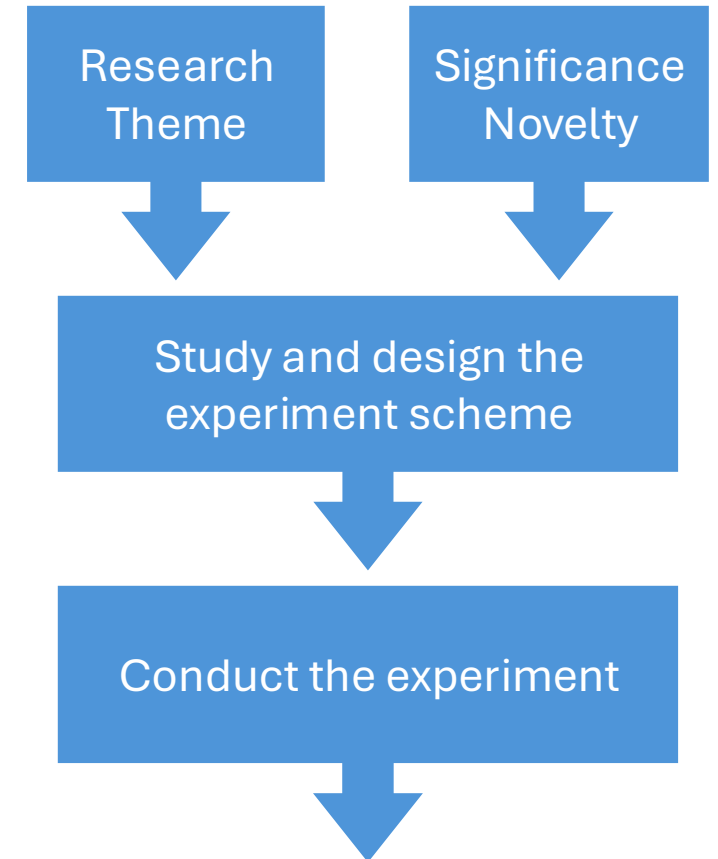 Research
Theme
Significance
Novelty
Study and design the
experiment scheme
Conduct the experiment